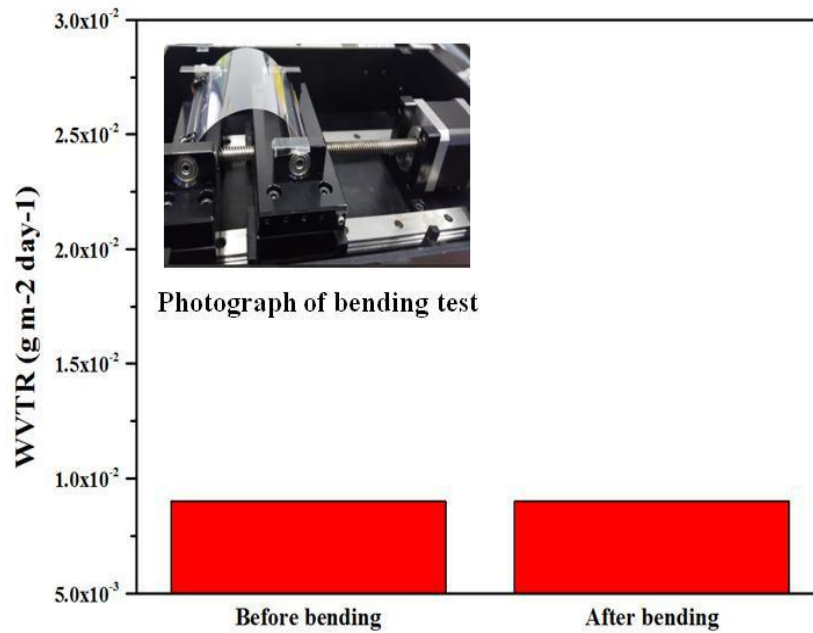 3.0x10⁻²
2.5x10⁻²
2.0x10⁻²
1.5x10⁻²
1.0x10⁻²
5.0x10⁻³
WVTR (g m-2 day-1)
Photograph of bending test
Before bending
After bending